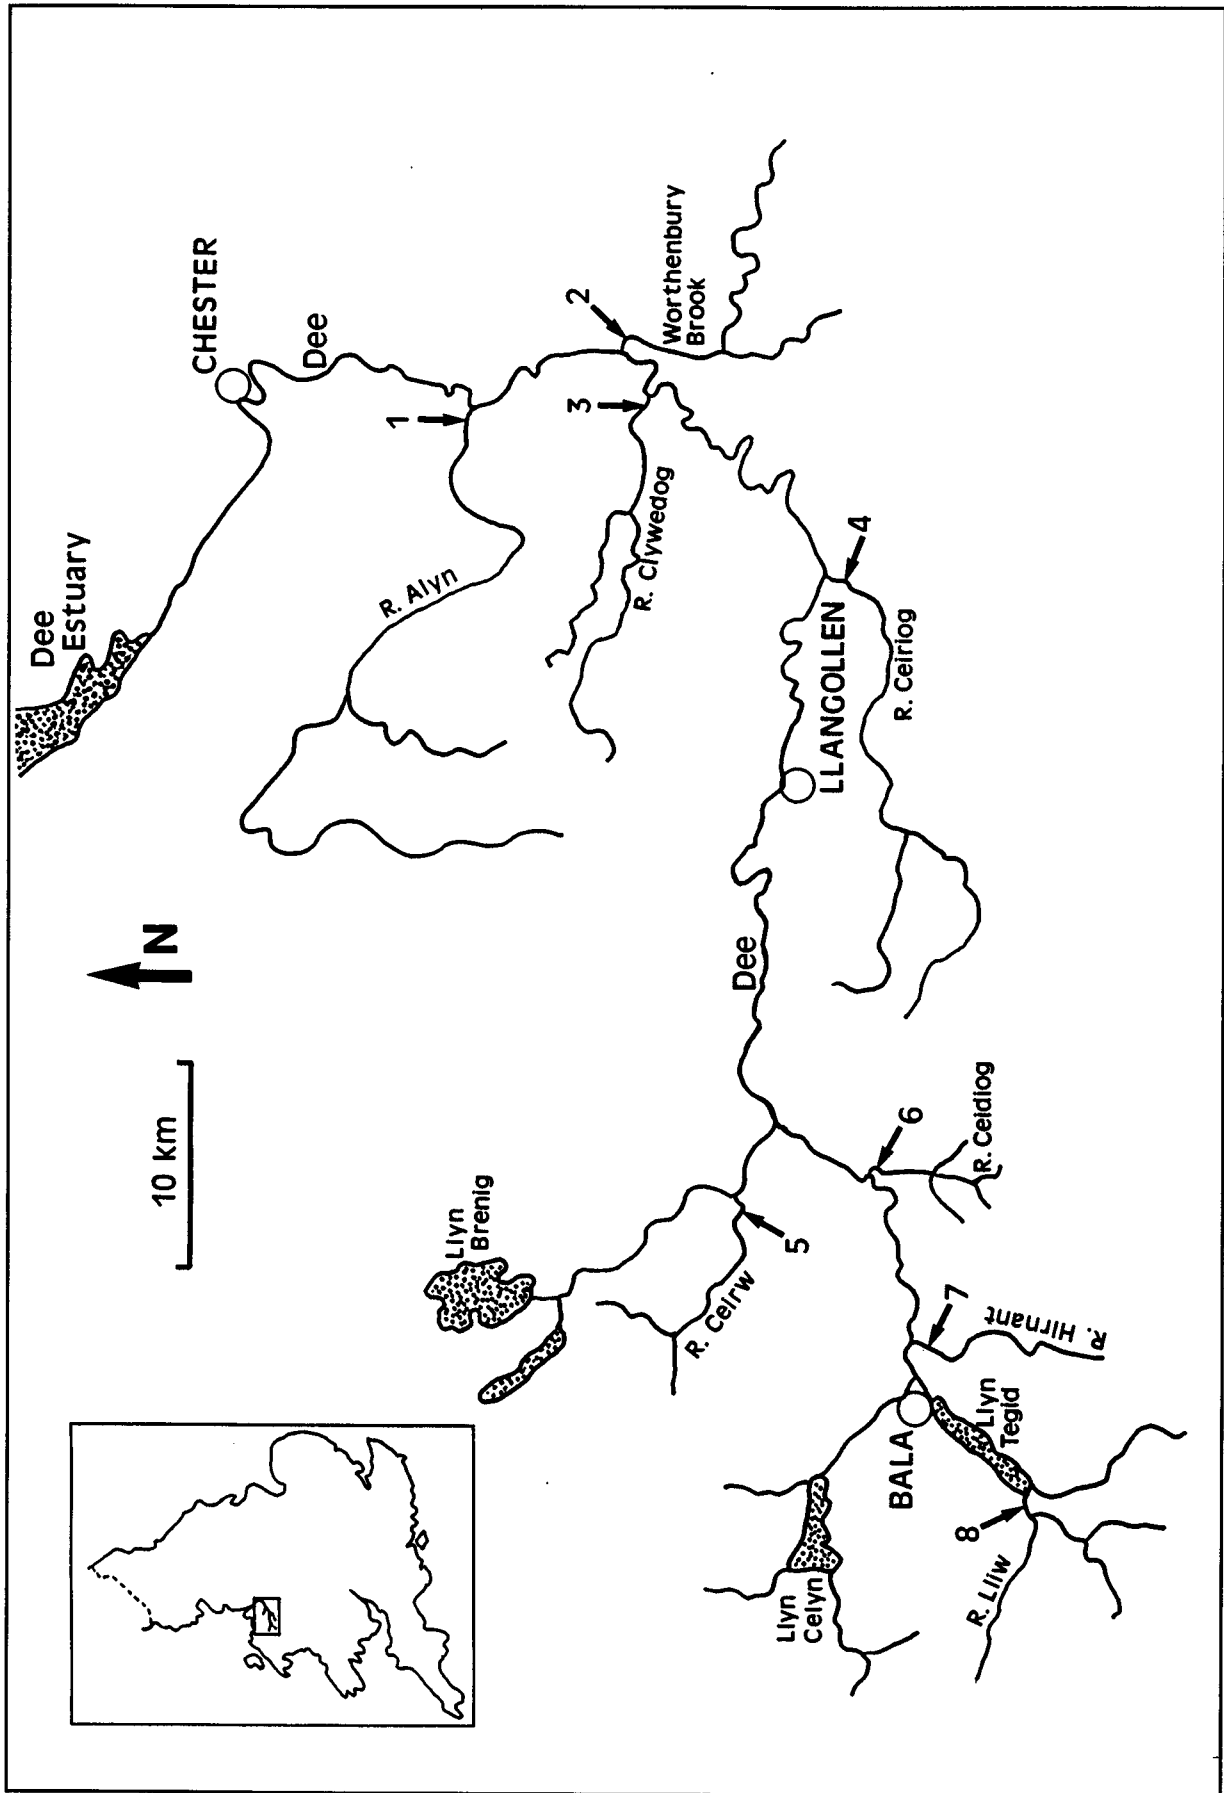 Dee
Estuary
CHESTER
Dee
1
R. Alyn
2
3
Worthenbury
Brook
R. Clywedog
4
LLANGOLLEN
R. Ceiriog
N
10 km
Dee
Llyn
Brenig
5
R. Ceirw
6
R. Ceidiog
7
R. Hirnant
BALA
Llyn
Tegid
8
R. Lliw
Llyn
Celyn